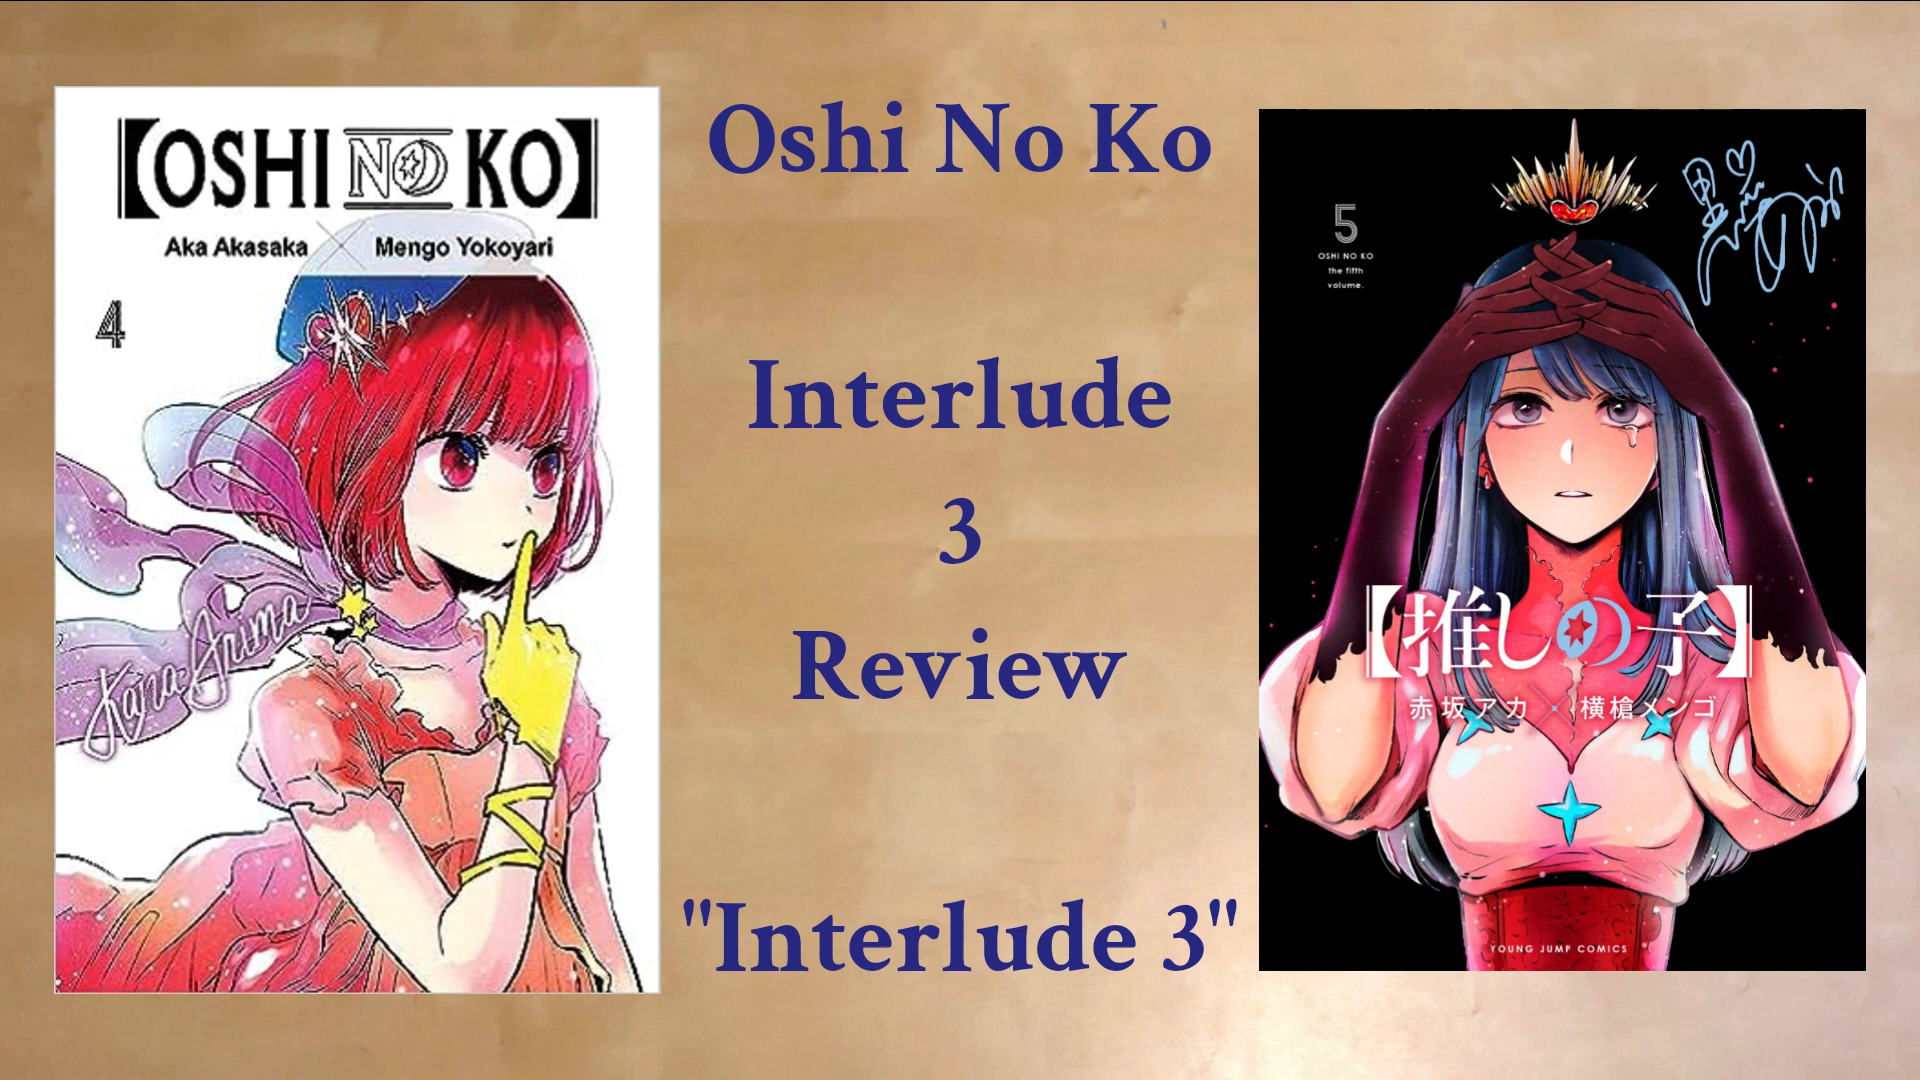 【OSHI NO KO】
Aka Akasaka × Mengo Yokoyari
4
Kana Arima
Oshi No Ko
Interlude
3
Review
"Interlude 3"
5
OSHI NO KO
the fifth
volume.
【推しの子】
赤坂アカ×横槍メンゴ
YOUNG JUMP COMICS